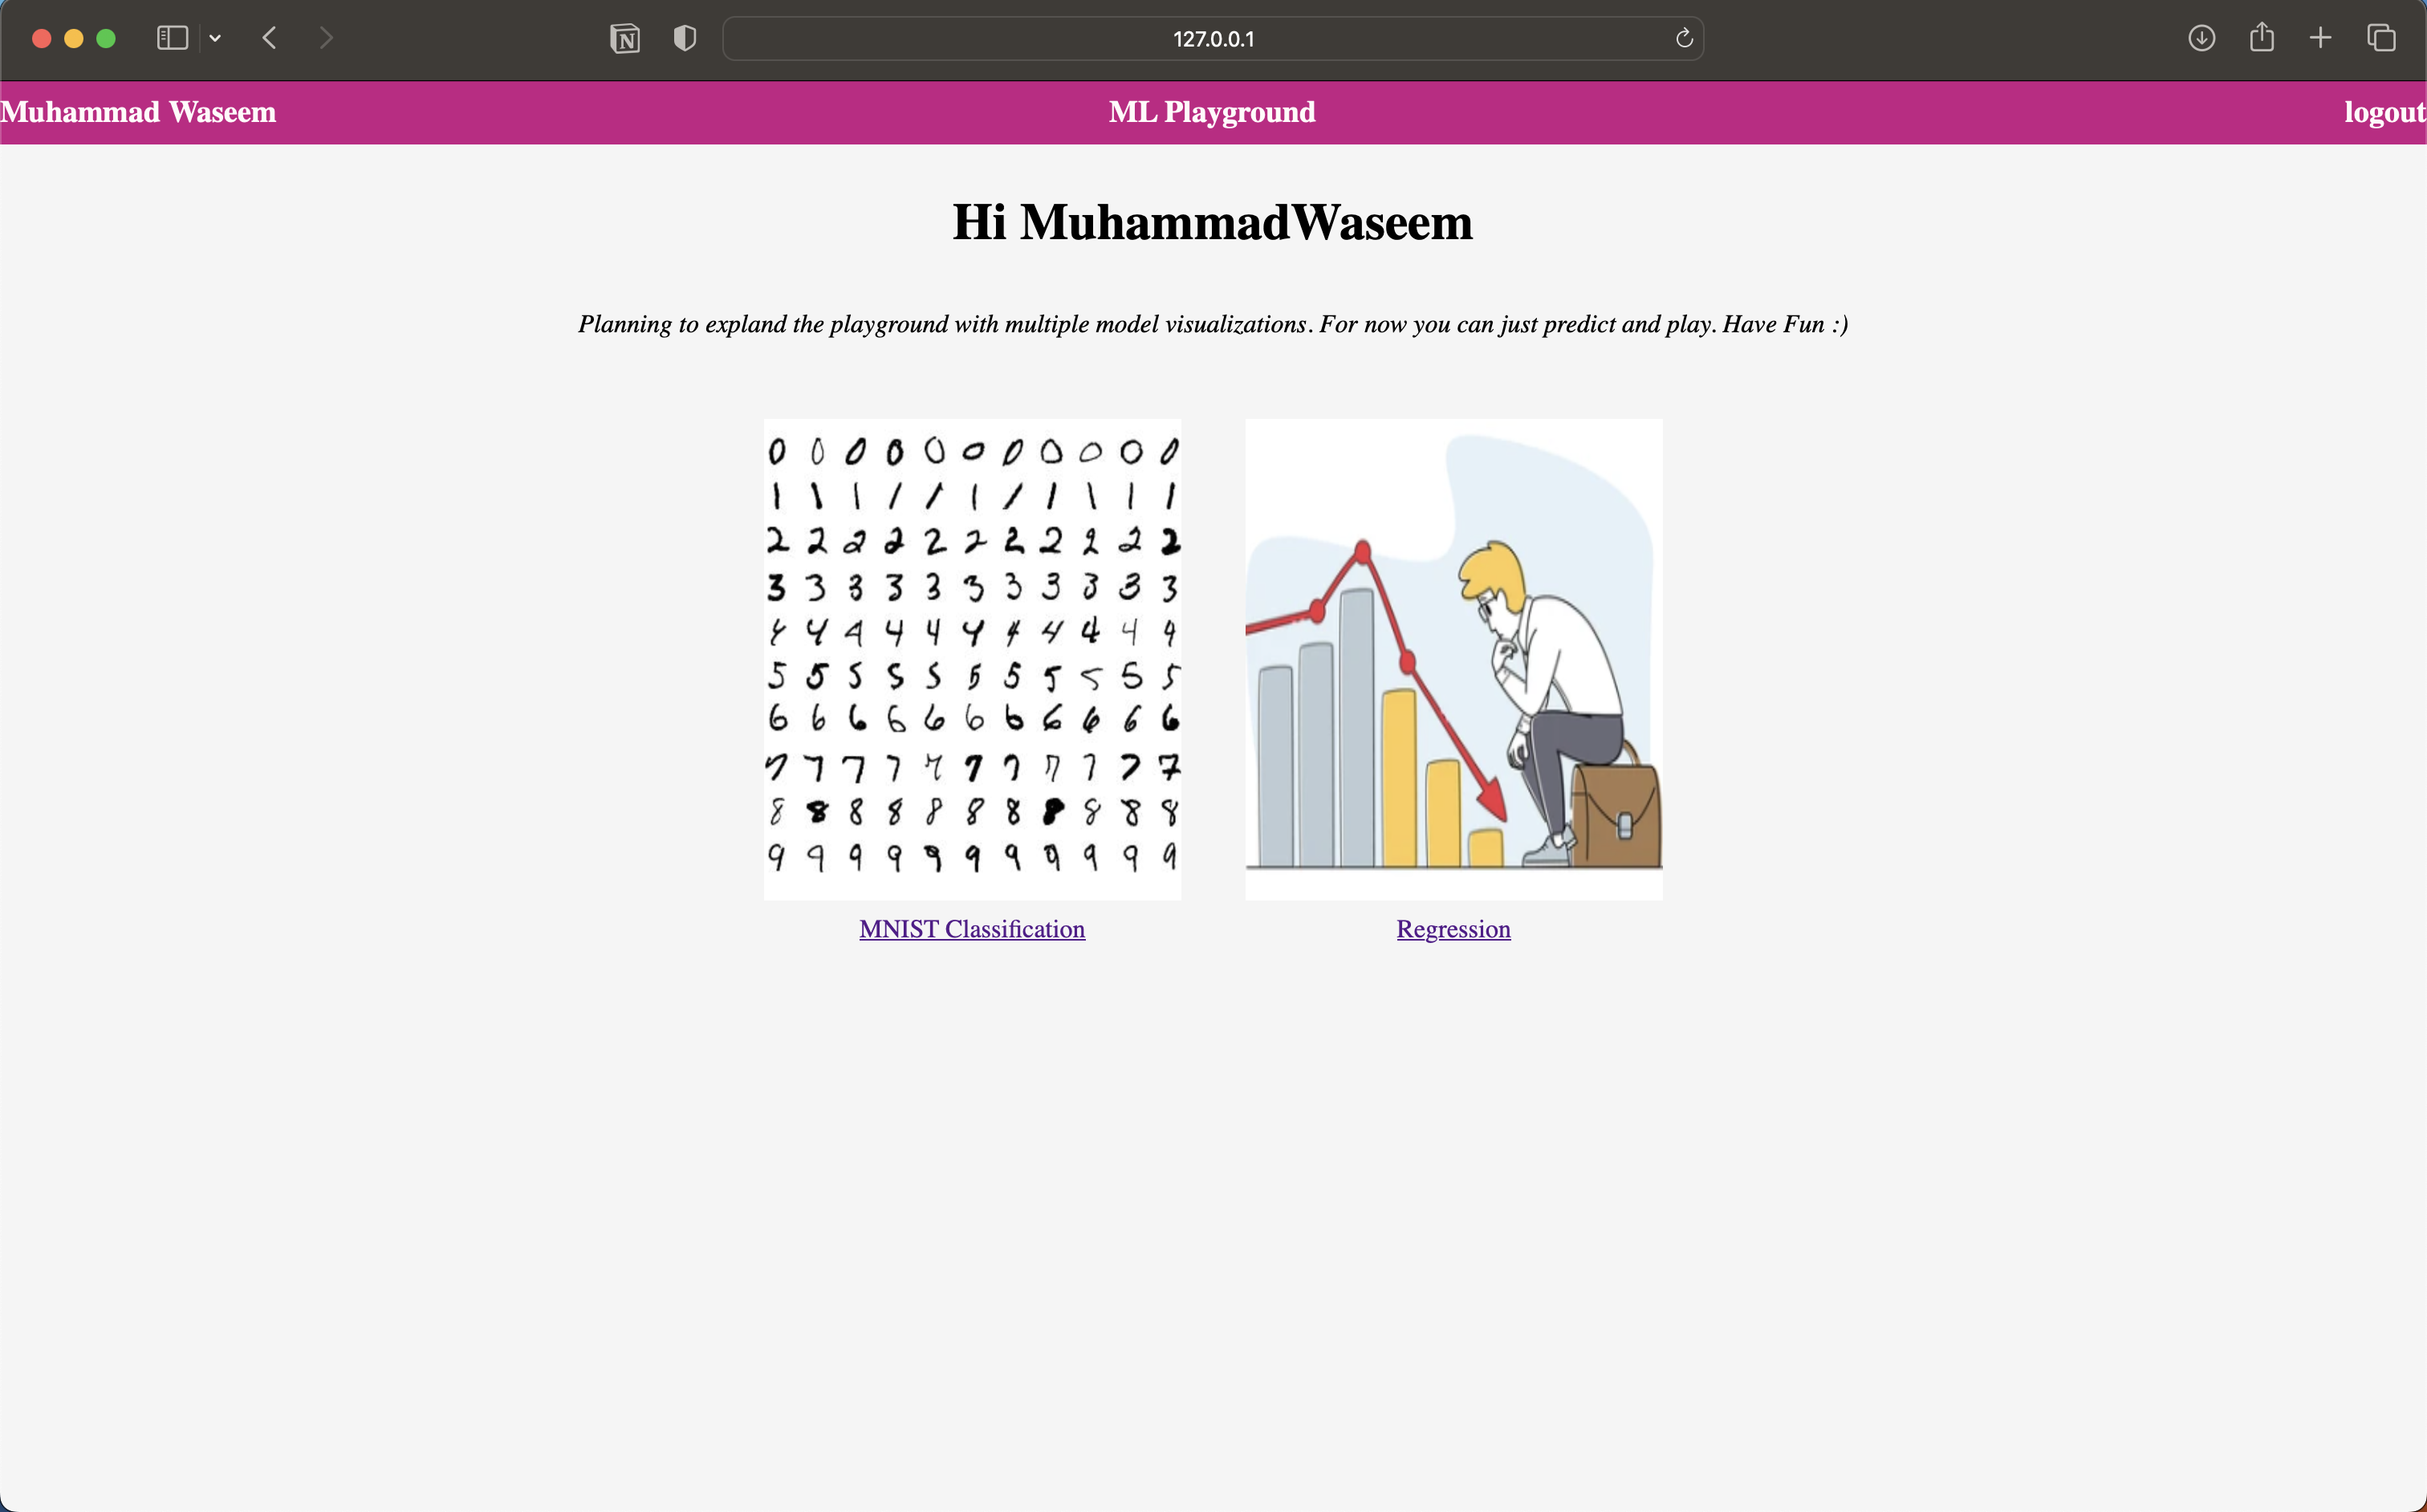 127.0.0.1
Muhammad Waseem ML Playground logout
Hi MuhammadWaseem
Planning to expland the playground with multiple model visualizations. For now you can just predict and play. Have Fun :)
0 0 0 0 0 0 0 0 0 0 0
1 1 1 1 1 1 1 1 1 1 1
2 2 2 2 2 2 2 2 2 2 2
3 3 3 3 3 3 3 3 3 3 3
4 4 4 4 4 4 4 4 4 4 4
5 5 5 5 5 5 5 5 5 5 5
6 6 6 6 6 6 6 6 6 6 6
7 7 7 7 7 7 7 7 7 7 7
8 8 8 8 8 8 8 8 8 8 8
9 9 9 9 9 9 9 9 9 9 9
MNIST Classification Regression